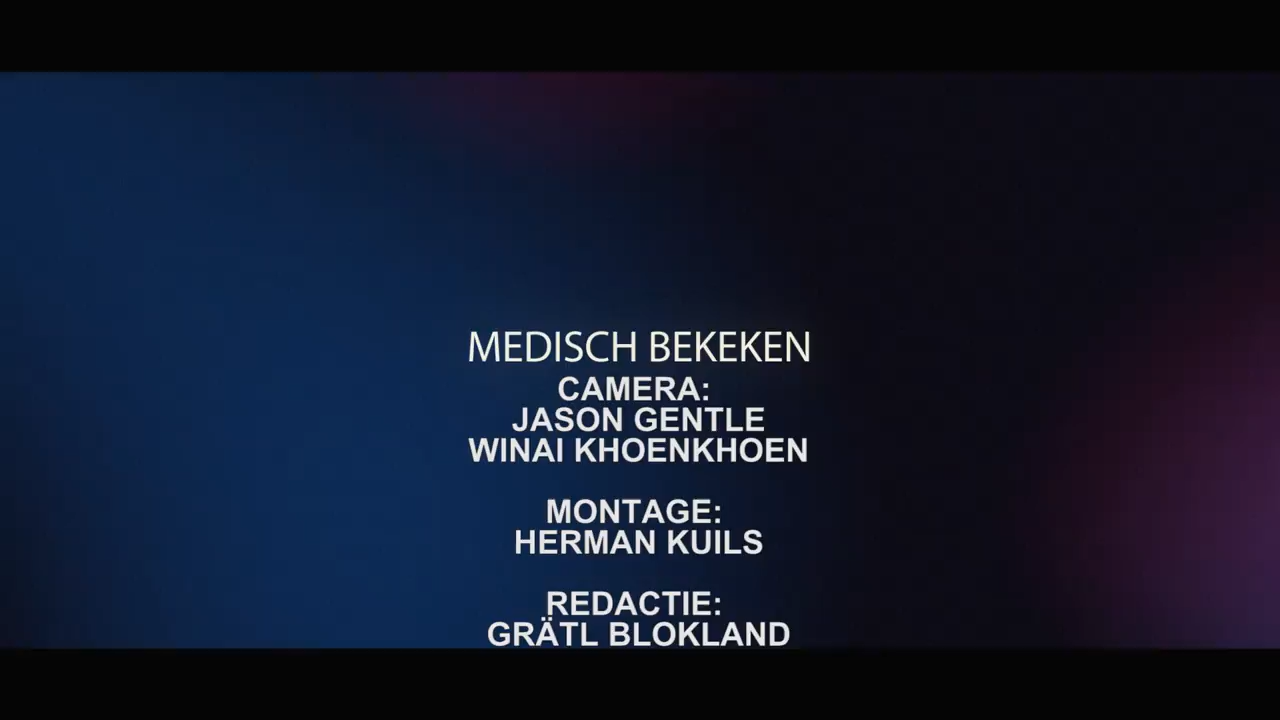 MEDISCH BEKEKEN
CAMERA:
JASON GENTLE
WINAI KHOENKHOEN
MONTAGE:
HERMAN KUILS
REDACTIE:
GRÄTL BLOKLAND